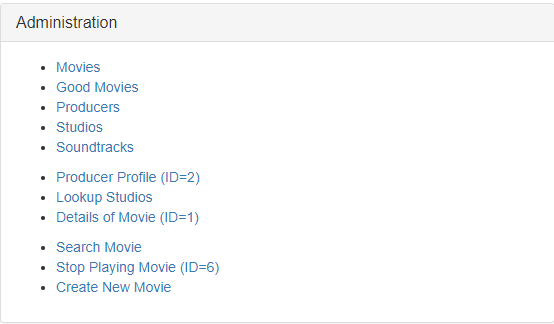 Administration
Movies
Good Movies
Producers
Studios
Soundtracks
Producer Profile (ID=2)
Lookup Studios
Details of Movie (ID=1)
Search Movie
Stop Playing Movie (ID=6)
Create New Movie